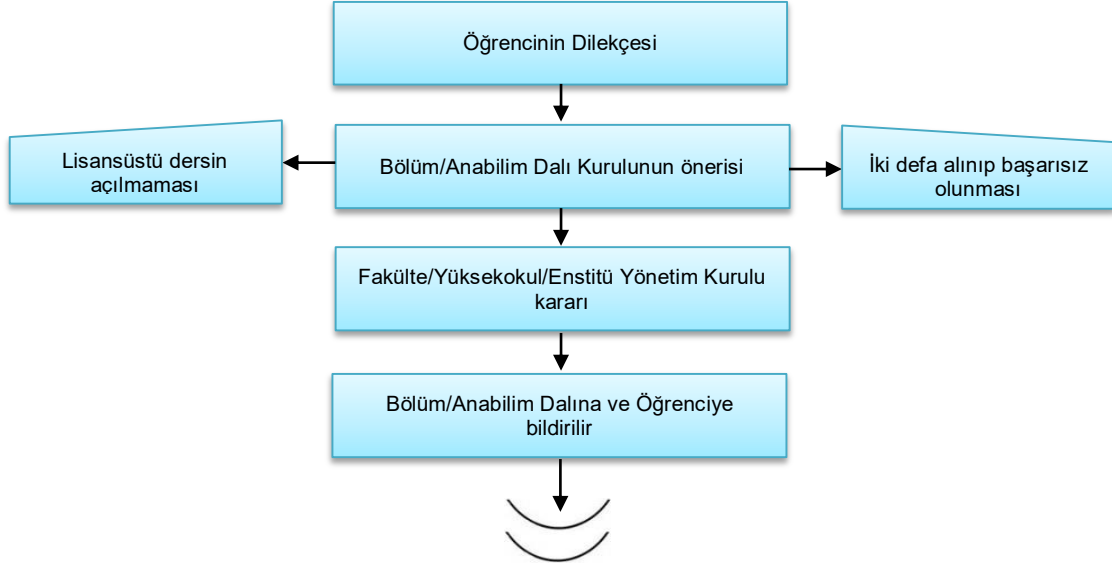 Öğrencinin Dilekçesi
Lisansüstü dersin
açılmaması
Bölüm/Anabilim Dalı Kurulunun önerisi
İki defa alınıp başarısız
olunması
Fakülte/Yüksekokul/Enstitü Yönetim Kurulu
kararı
Bölüm/Anabilim Dalına ve Öğrenciye
bildirilir